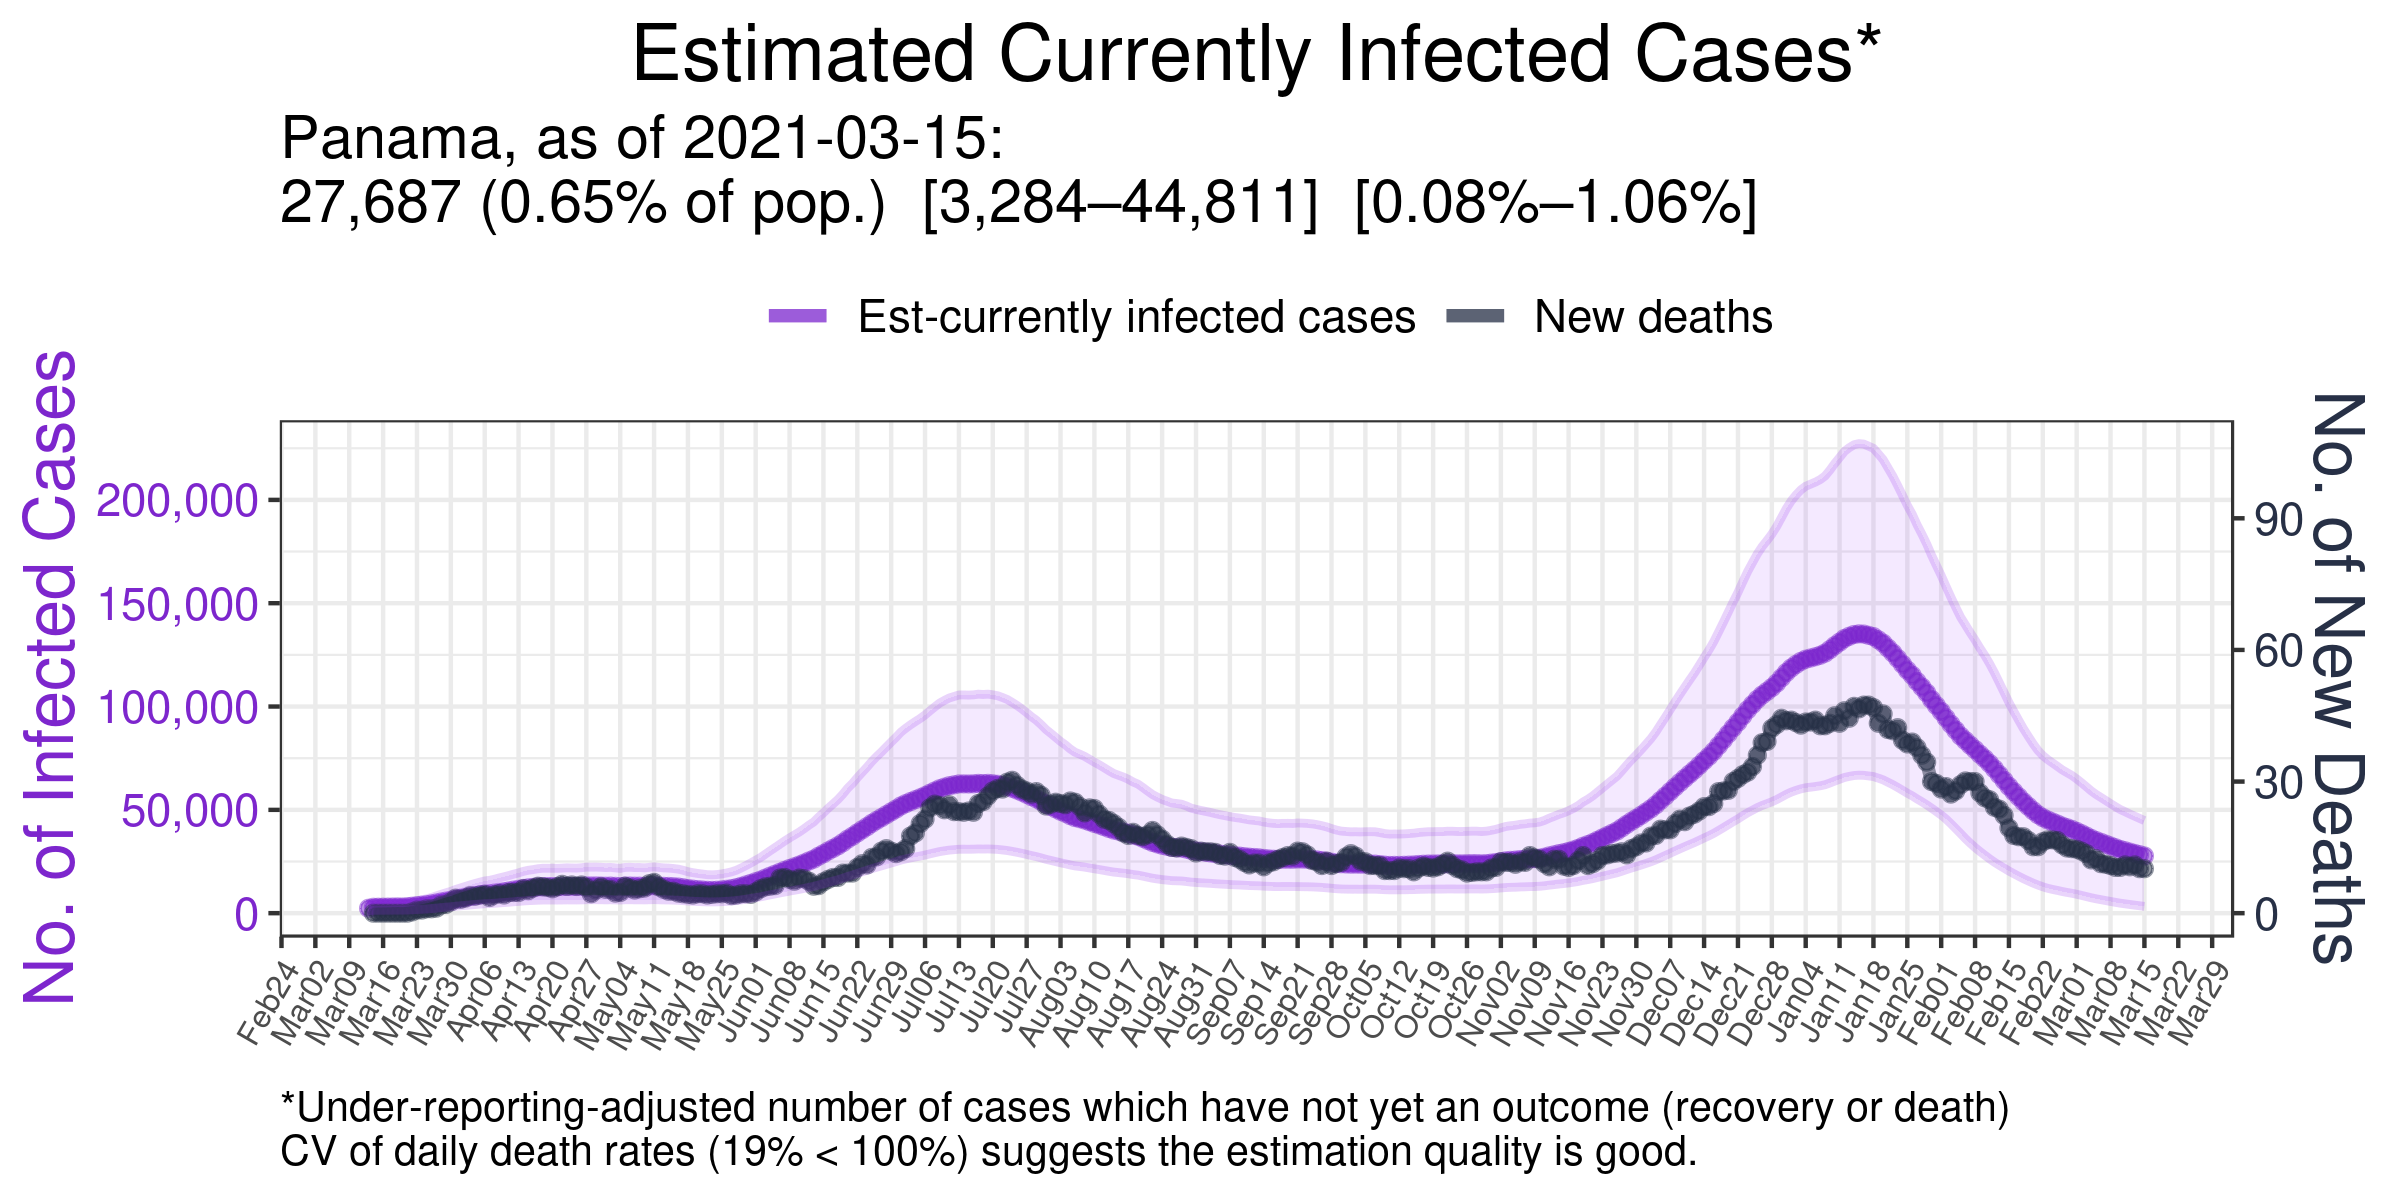 Estimated Currently Infected Cases*
Panama, as of 2021-03-15:
27,687 (0.65% of pop.) [3,284–44,811] [0.08%–1.06%]
Est-currently infected cases
New deaths
No. of Infected Cases
200,000
150,000
100,000
50,000
0
90
60
30
0
No. of New Deaths
Feb24
Mar02
Mar09
Mar16
Mar23
Mar30
Apr06
Apr13
Apr20
Apr27
May04
May11
May18
May25
Jun01
Jun08
Jun15
Jun22
Jun29
Jul06
Jul13
Jul20
Jul27
Aug03
Aug10
Aug17
Aug24
Aug31
Sep07
Sep14
Sep21
Sep28
Oct05
Oct12
Oct19
Oct26
Nov02
Nov09
Nov16
Nov23
Nov30
Dec07
Dec14
Dec21
Dec28
Jan04
Jan11
Jan18
Jan25
Feb01
Feb08
Feb15
Feb22
Mar01
Mar08
Mar15
Mar22
Mar29
*Under-reporting-adjusted number of cases which have not yet an outcome (recovery or death)
CV of daily death rates (19% < 100%) suggests the estimation quality is good.